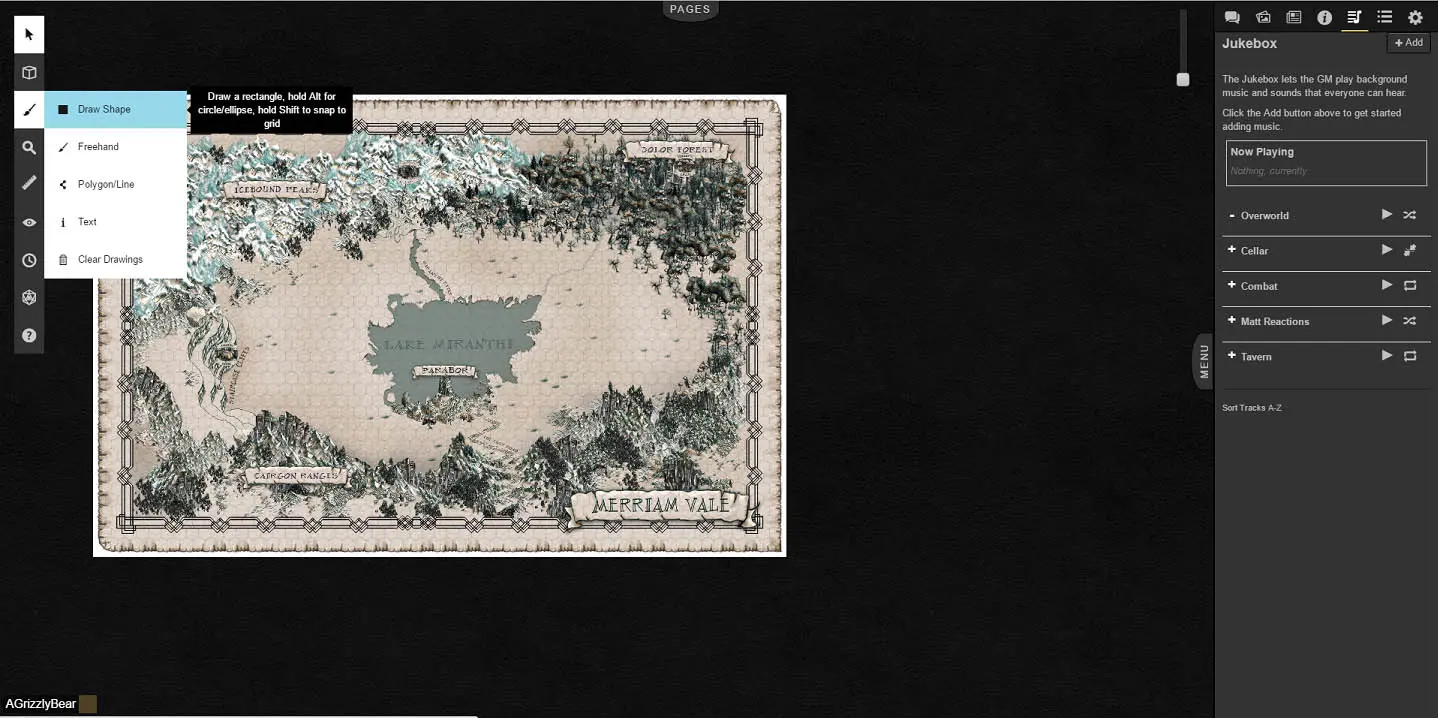 PAGES
Draw Shape
Draw a rectangle, hold Alt for
circle/ellipse, hold Shift to snap to
grid
Freehand
Polygon/Line
Text
Clear Drawings
ICEBOUND PEAKS
DOLOR FOREST
LAKE MIRANTHI
PANABOR
MERRIAM VALE
AGrizzlyBear
MENU
Jukebox
+ Add
The Jukebox lets the GM play background
music and sounds that everyone can hear.
Click the Add button above to get started
adding music.
Now Playing
Nothing, currently
- Overworld
+ Cellar
+ Combat
+ Matt Reactions
+ Tavern
Sort Tracks A-Z